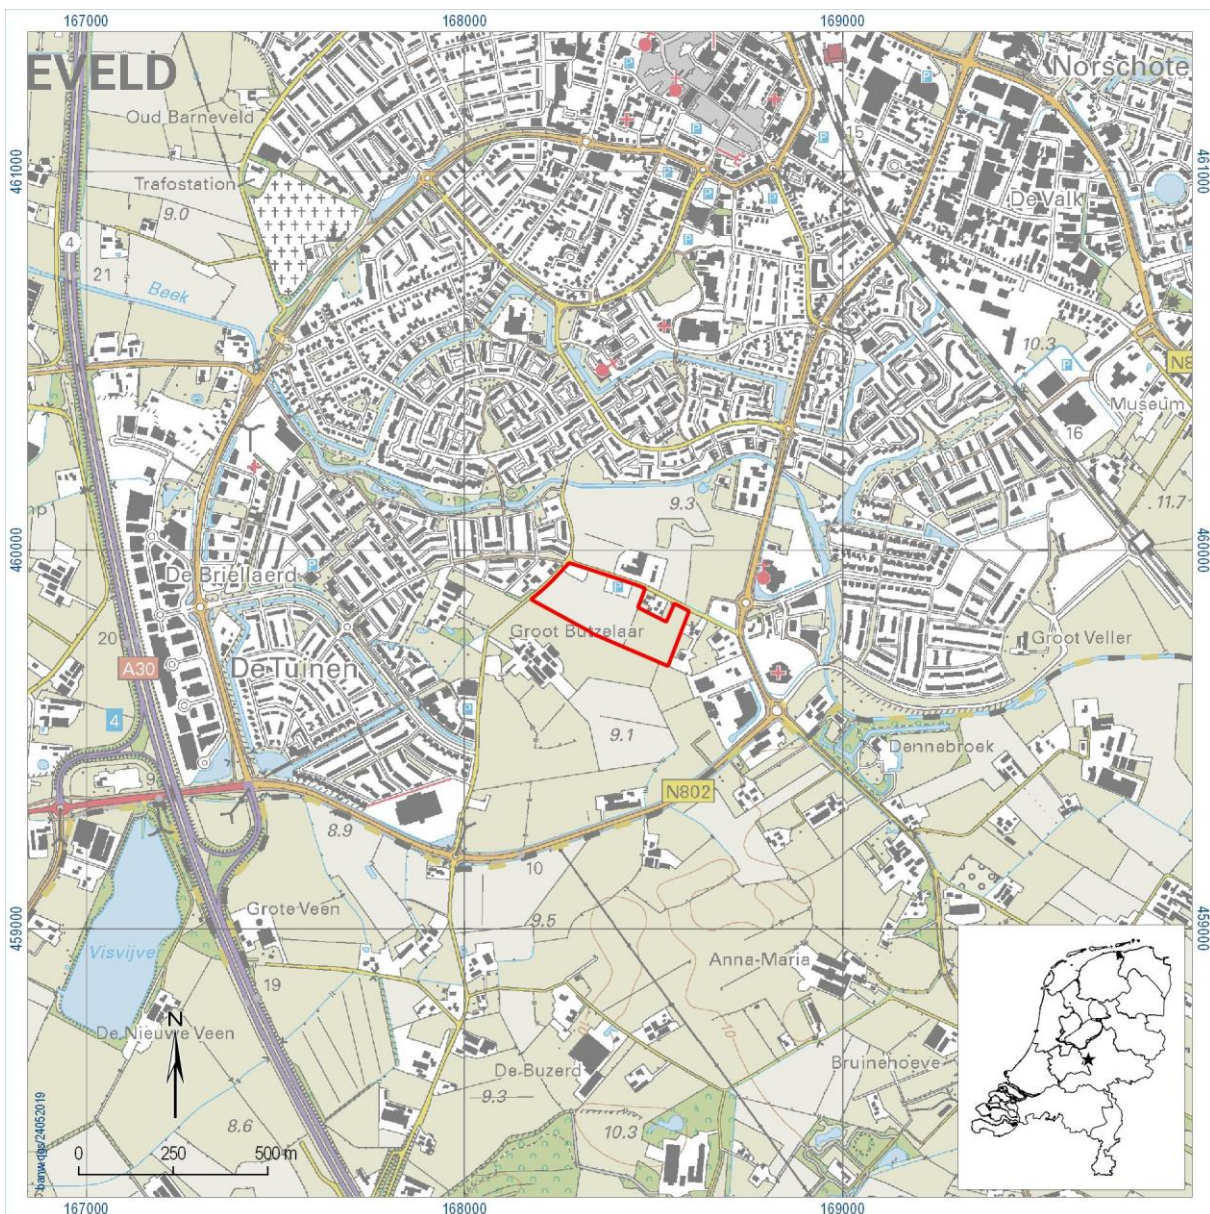 167000
168000
169000
EVELD
Norschote
Oud Barneveld
P
P
15
461000
461000
Trafostation
9.0
De Valk
4
21
Beek
10.3
P
N8
Museum
16
11.7
9.3
460000
460000
De Briellaerd
P
P
20
Groot Butzelaar
Groot Veller
A30
De Tuinen
4
9.1
Dennebroek
N802
9
8.9
10
Grote Veen
9.5
459000
459000
Visvijver
Anna-Maria
19
De Nieuwe Veen
N
10
10
De Buzerd
Bruinehoeve
9.3
8.6
10.3
0
250
500 m
167000
168000
169000